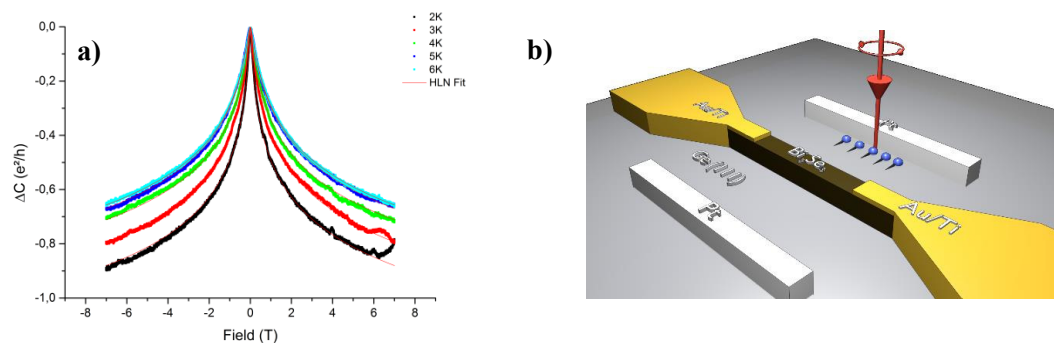 a)
0,0
-0,2
-0,4
-0,6
-0,8
-1,0
ΔC (e²/h)
-8 -6 -4 -2 0 2 4 6 8
Field (T)
2K
3K
4K
5K
6K
HLN Fit
b)
Au/Ti
Pt
Bi₂Se₃
Ge(111)
Pt
Au/Ti